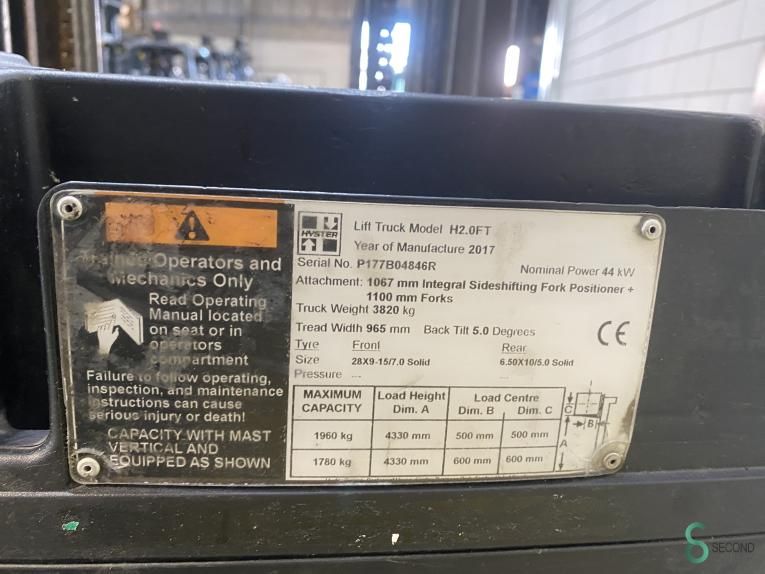 Operators and
Mechanics Only
Read Operating
Manual located
on seat or in
operators
compartment
Failure to follow operating,
inspection, and maintenance
instructions can cause
serious injury or death!
CAPACITY WITH MAST
VERTICAL AND
EQUIPPED AS SHOWN
HYSTER
Lift Truck Model H2.0FT
Year of Manufacture 2017
Serial No. P177B04846R Nominal Power 44 kW
Attachment: 1067 mm Integral Sideshifting Fork Positioner +
1100 mm Forks
Truck Weight 3820 kg
Tread Width 965 mm Back Tilt 5.0 Degrees
Tyre Front Rear
Size 28X9-15/7.0 Solid 6.50X10/5.0 Solid
Pressure ... ...
CE
MAXIMUM CAPACITY Load Height Dim. A Load Centre Dim. B Dim. C
1960 kg 4330 mm 500 mm 500 mm
1780 kg 4330 mm 600 mm 600 mm
C
B
A
SECOND